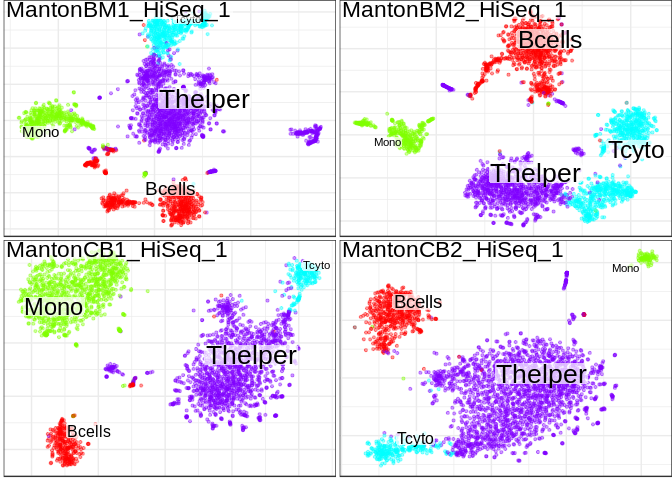 MantonBM1_HiSeq_1
Tcyto
Thelper
Mono
Bcells
MantonBM2_HiSeq_1
Bcells
Mono
Tcyto
Thelper
MantonCB1_HiSeq_1
Tcyto
Mono
Thelper
Bcells
MantonCB2_HiSeq_1
Mono
Bcells
Thelper
Tcyto